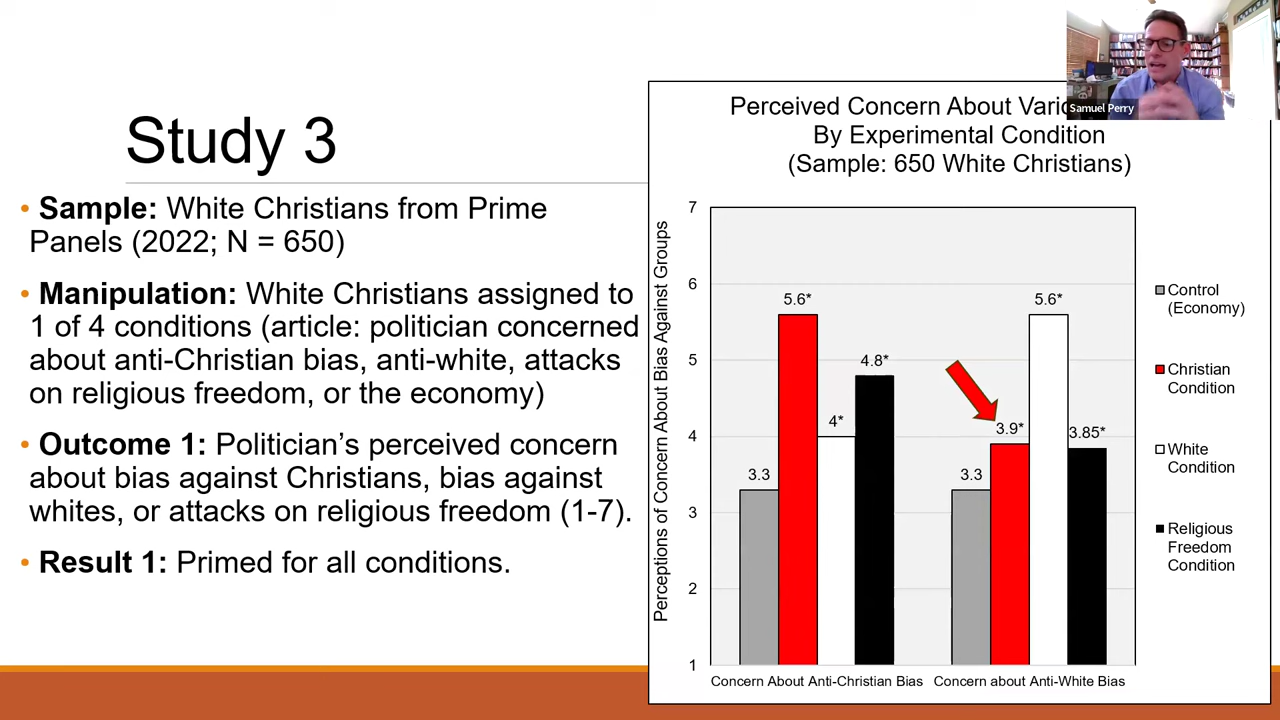 Study 3
• Sample: White Christians from Prime
Panels (2022; N = 650)
• Manipulation: White Christians assigned to
1 of 4 conditions (article: politician concerned
about anti-Christian bias, anti-white, attacks
on religious freedom, or the economy)
• Outcome 1: Politician’s perceived concern
about bias against Christians, bias against
whites, or attacks on religious freedom (1-7).
• Result 1: Primed for all conditions.
Samuel Perry
Perceived Concern About
By Experimental Condition
(Sample: 650 White Christians)
Perceptions of Concern About Bias Against Groups
7
6
5
4
3
2
1
3.3
5.6*
4*
4.8*
3.3
3.9*
5.6*
3.85*
Concern About Anti-Christian Bias
Concern about Anti-White Bias
Control
(Economy)
Christian
Condition
White
Condition
Religious
Freedom
Condition